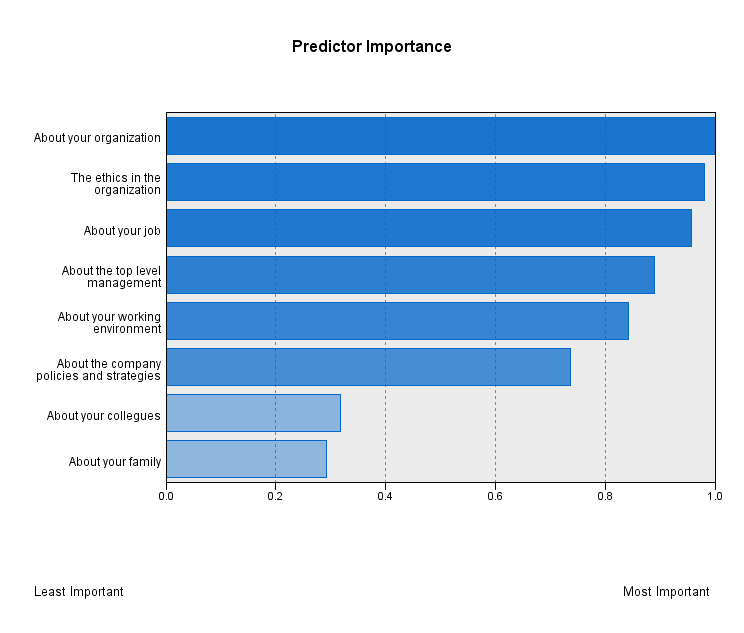 Predictor Importance
About your organization
The ethics in the
organization
About your job
About the top level
management
About your working
environment
About the company
policies and strategies
About your collegues
About your family
0.0 0.2 0.4 0.6 0.8 1.0
Least Important Most Important